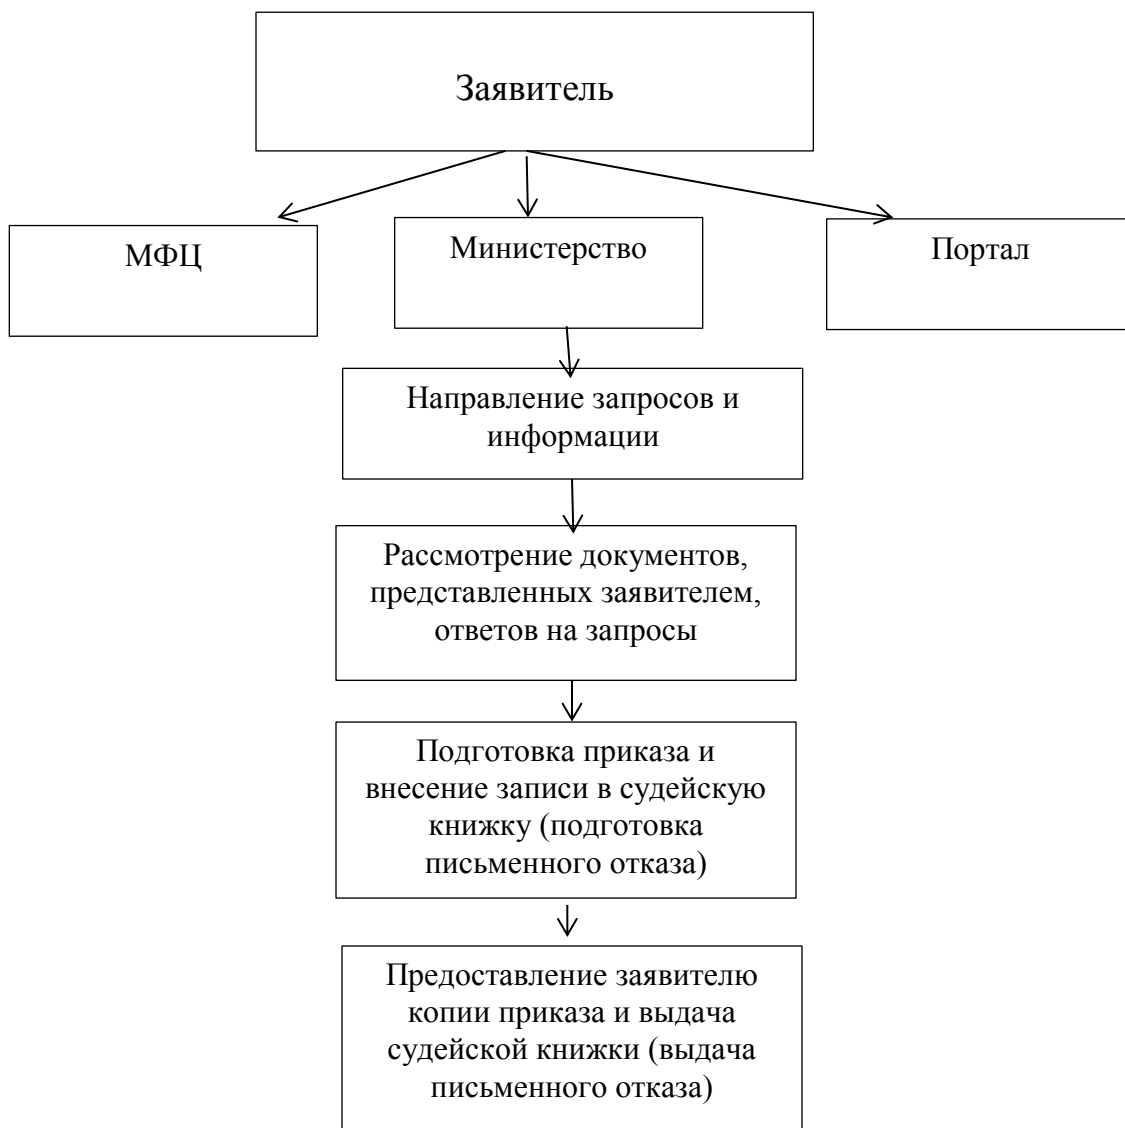 Заявитель
МФЦ
Министерство
Портал
Направление запросов и
информации
Рассмотрение документов,
представленных заявителем,
ответов на запросы
Подготовка приказа и
внесение записи в судейскую
книжку (подготовка
письменного отказа)
Предоставление заявителю
копии приказа и выдача
судейской книжки (выдача
письменного отказа)